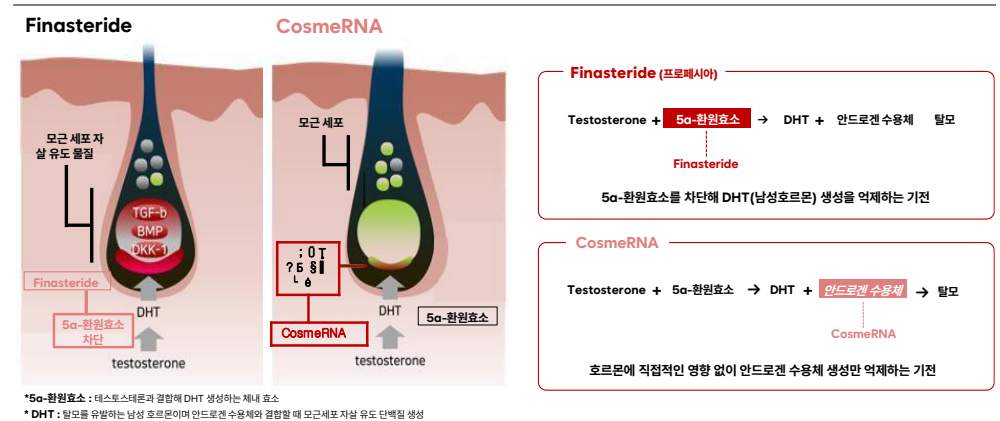 Finasteride
모근 세포 자
살 유도 물질
TGF-b
BMP
DKK-1
Finasteride
5α-환원효소
차단
DHT
testosterone
CosmeRNA
모근 세포
CosmeRNA
DHT
5α-환원효소
testosterone
Finasteride (프로페시아)
Testosterone + 5α-환원효소 → DHT + 안드로겐 수용체 탈모
Finasteride
5α-환원효소를 차단해 DHT(남성호르몬) 생성을 억제하는 기전
CosmeRNA
Testosterone + 5α-환원효소 → DHT + 안드로겐 수용체 → 탈모
CosmeRNA
호르몬에 직접적인 영향 없이 안드로겐 수용체 생성만 억제하는 기전
*5α-환원효소 : 테스토스테론과 결합해 DHT 생성하는 체내 효소
* DHT : 탈모를 유발하는 남성 호르몬이며 안드로겐 수용체와 결합할 때 모근세포 자살 유도 단백질 생성